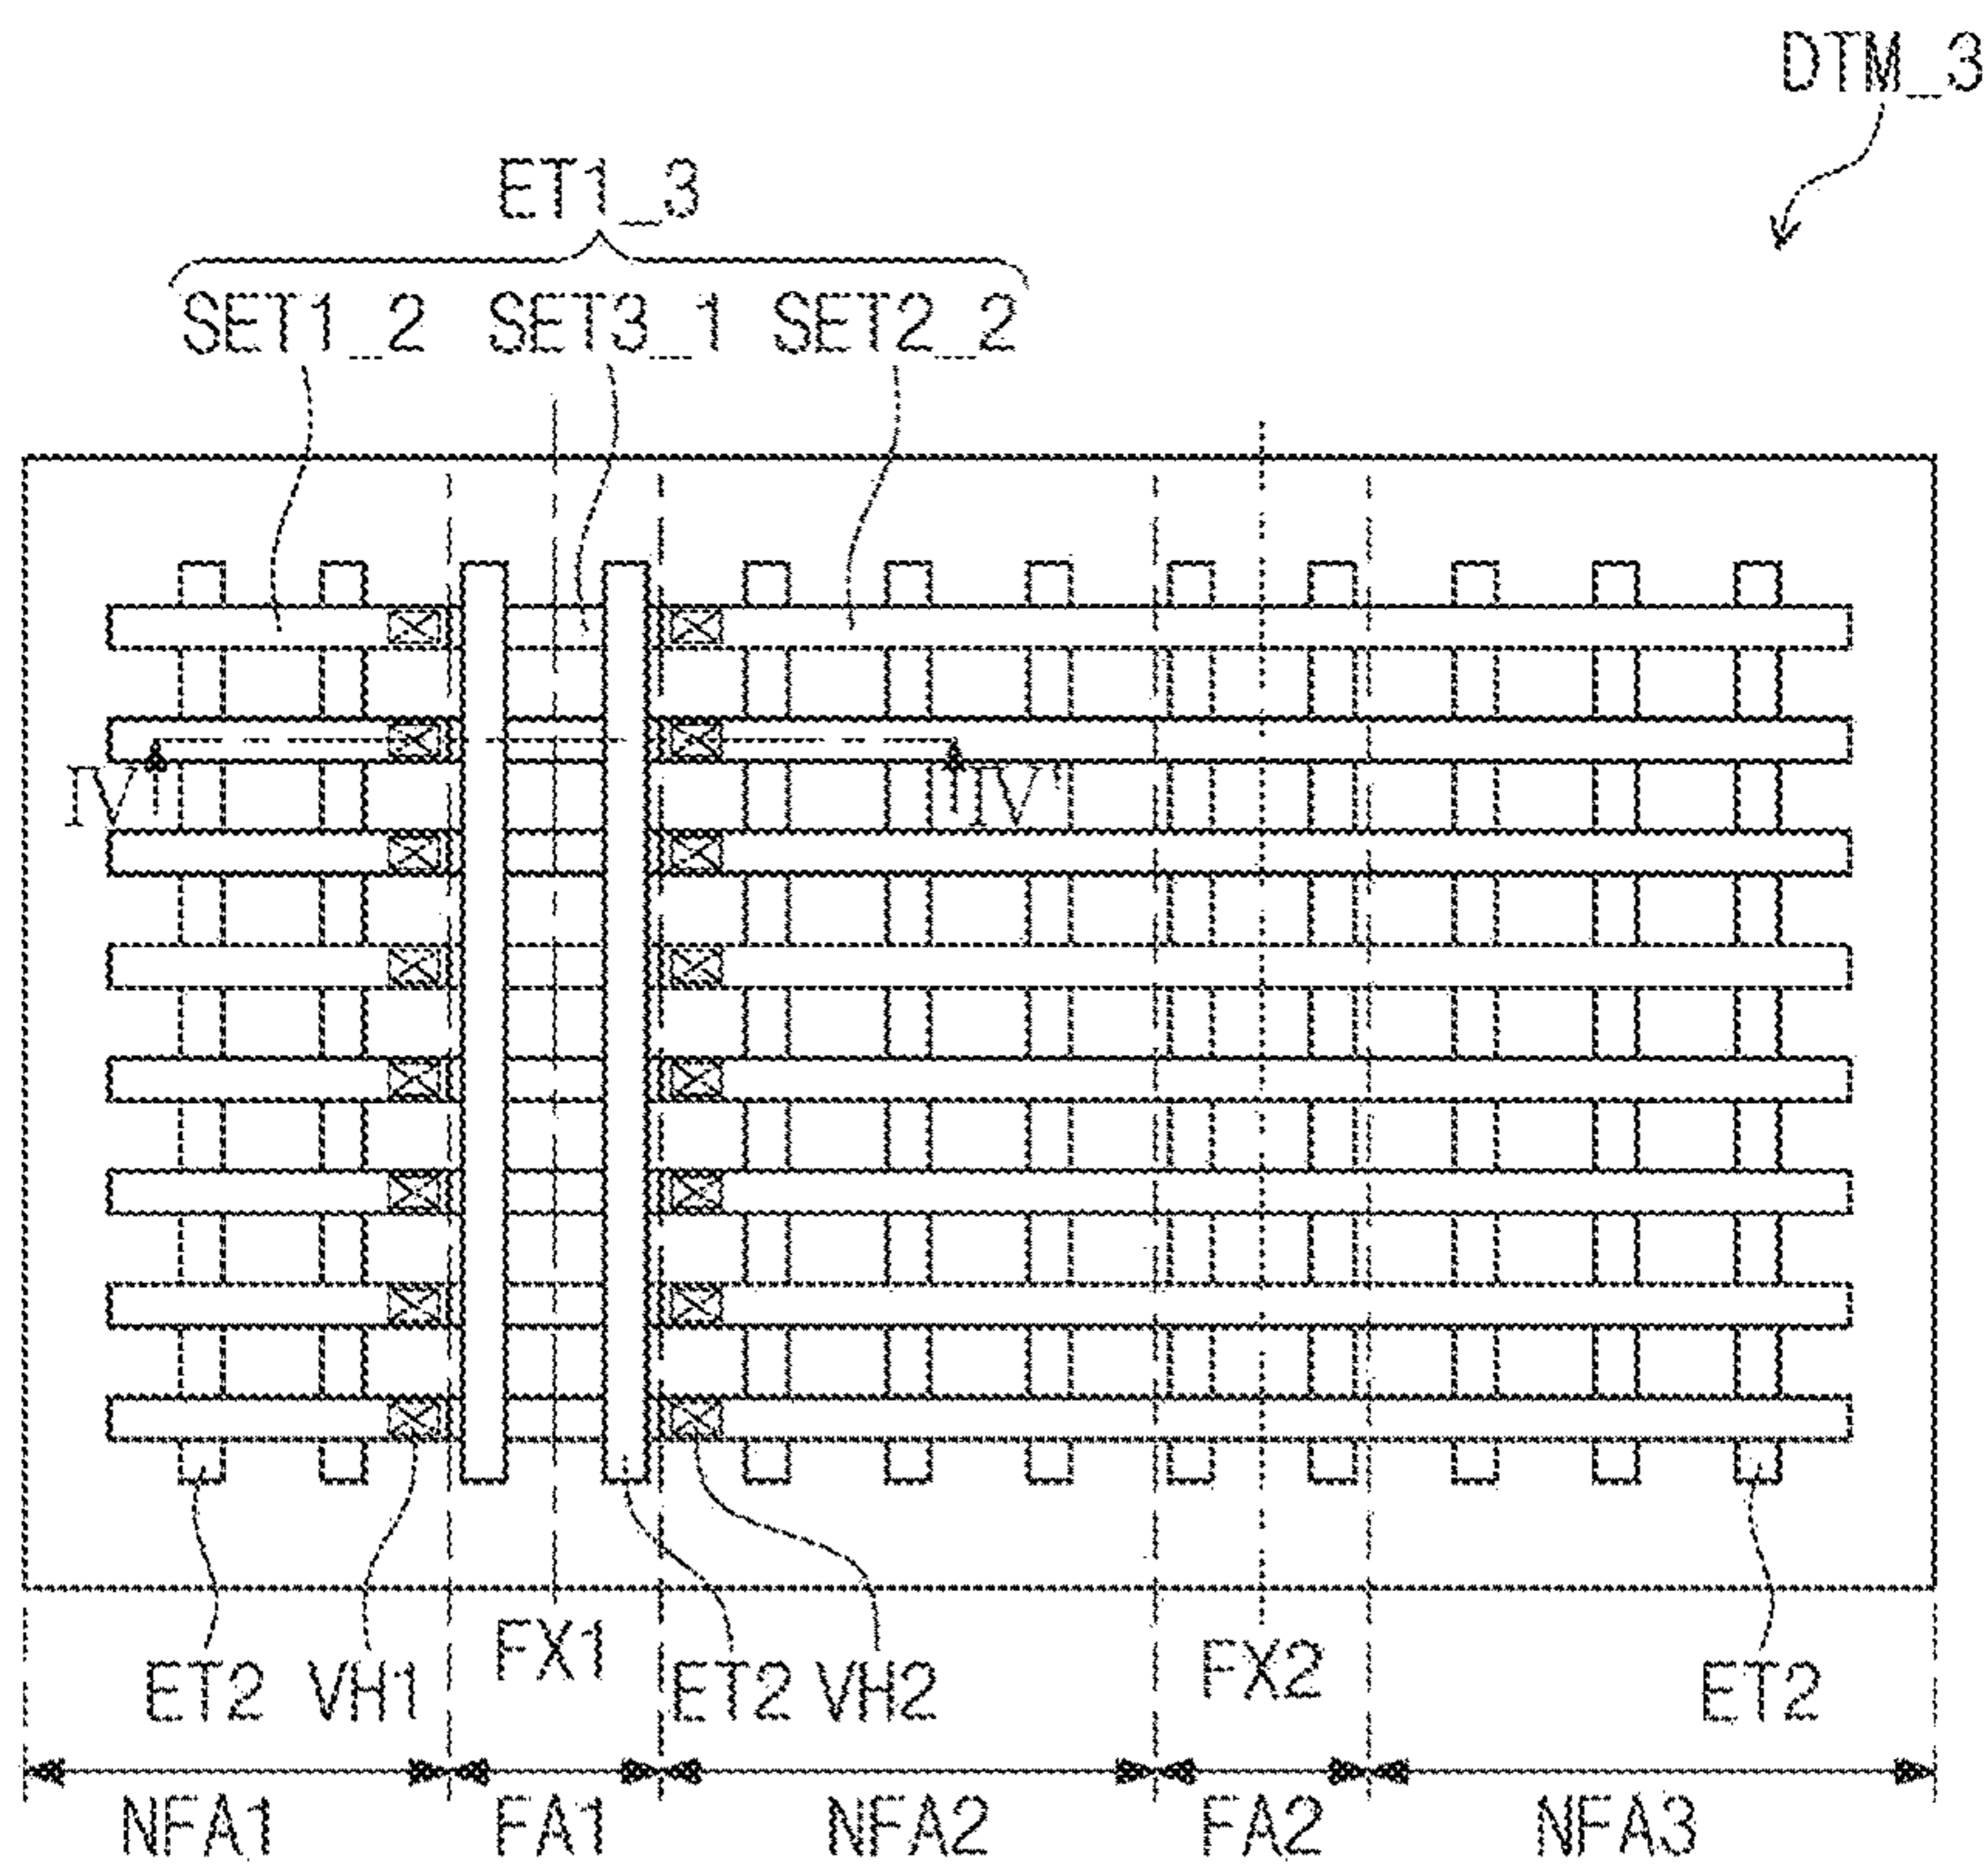 DTM_3
ET1_3
SET1_2 SET3_1 SET2_2
IV IV'
FX1 FX2
ET2 VH1 ET2 VH2 ET2
NFA1 FA1 NFA2 FA2 NFA3